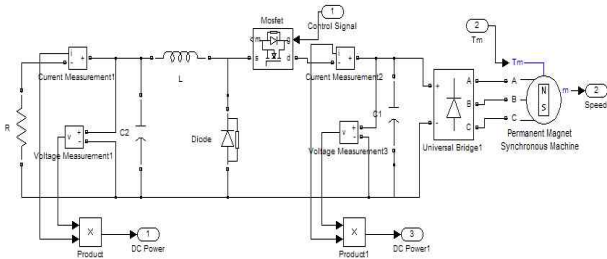 Mosfet
1
Control Signal
2
Tm
m
g
s
d
i
+
-
Current Measurement1
L
i
+
-
Current Measurement2
Tm
A
B
C
N
S
m
2
Speed
R
v
+
-
Voltage Measurement1
C2
Diode
v
+
-
Voltage Measurement3
C1
+
-
A
B
C
Universal Bridge1
Permanent Magnet
Synchronous Machine
X
Product
1
DC Power
X
Product1
3
DC Power1